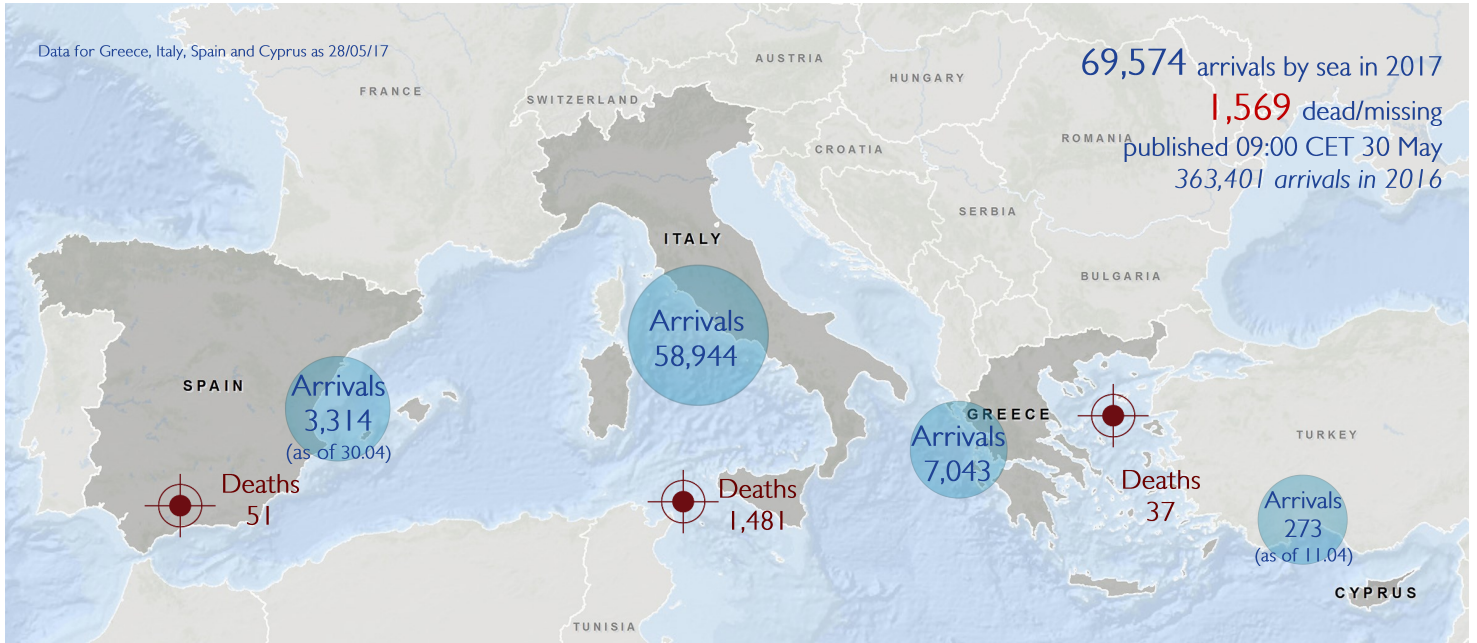 Data for Greece, Italy, Spain and Cyprus as 28/05/17
69,574 arrivals by sea in 2017
1,569 dead/missing
published 09:00 CET 30 May
363,401 arrivals in 2016
AUSTRIA
HUNGARY
FRANCE
SWITZERLAND
ROMANIA
CROATIA
SERBIA
ITALY
BULGARIA
Arrivals
58,944
SPAIN
Arrivals
3,314
(as of 30.04)
GREECE
Arrivals
7,043
TURKEY
Deaths
51
Deaths
1,481
Deaths
37
Arrivals
273
(as of 11.04)
CYPRUS
TUNISIA